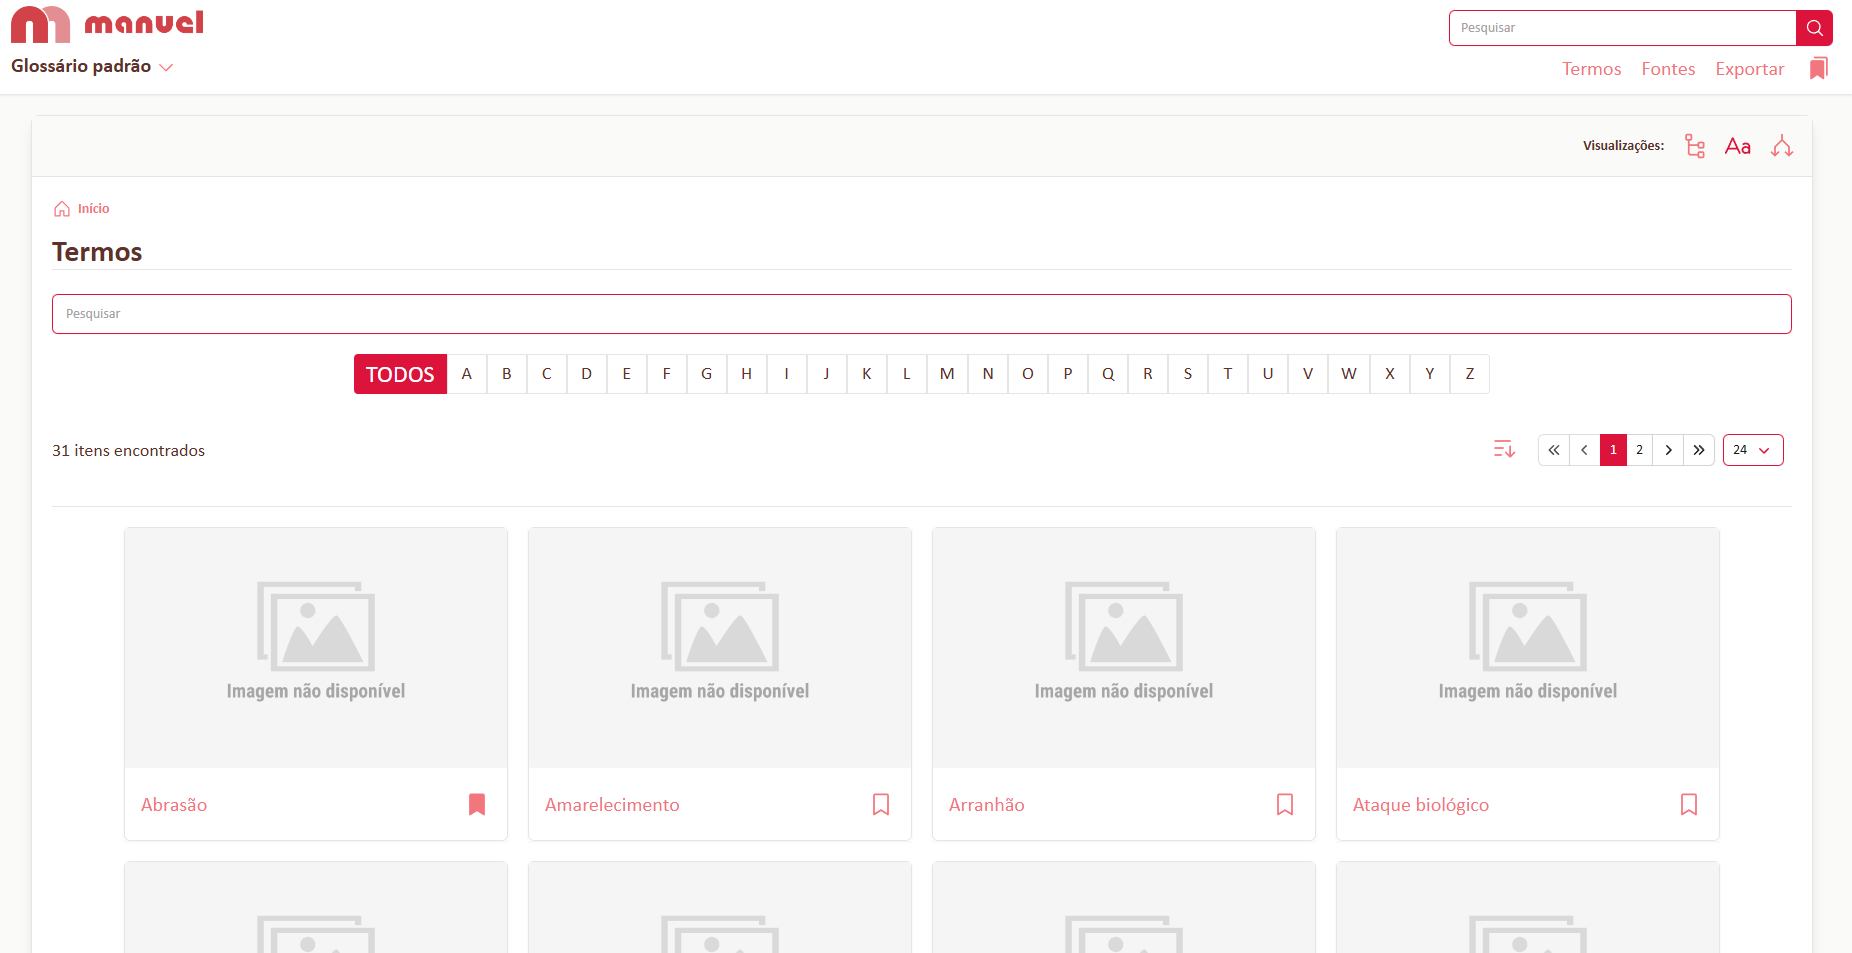 manuel
Pesquisar
Glossário padrão
Termos Fontes Exportar
Visualizações: Aa
Início
Termos
Pesquisar
TODOS A B C D E F G H I J K L M N O P Q R S T U V W X Y Z
31 itens encontrados
« ‹ 1 2 › » 24
Imagem não disponível
Imagem não disponível
Imagem não disponível
Imagem não disponível
Abrasão
Amarelecimento
Arranhão
Ataque biológico